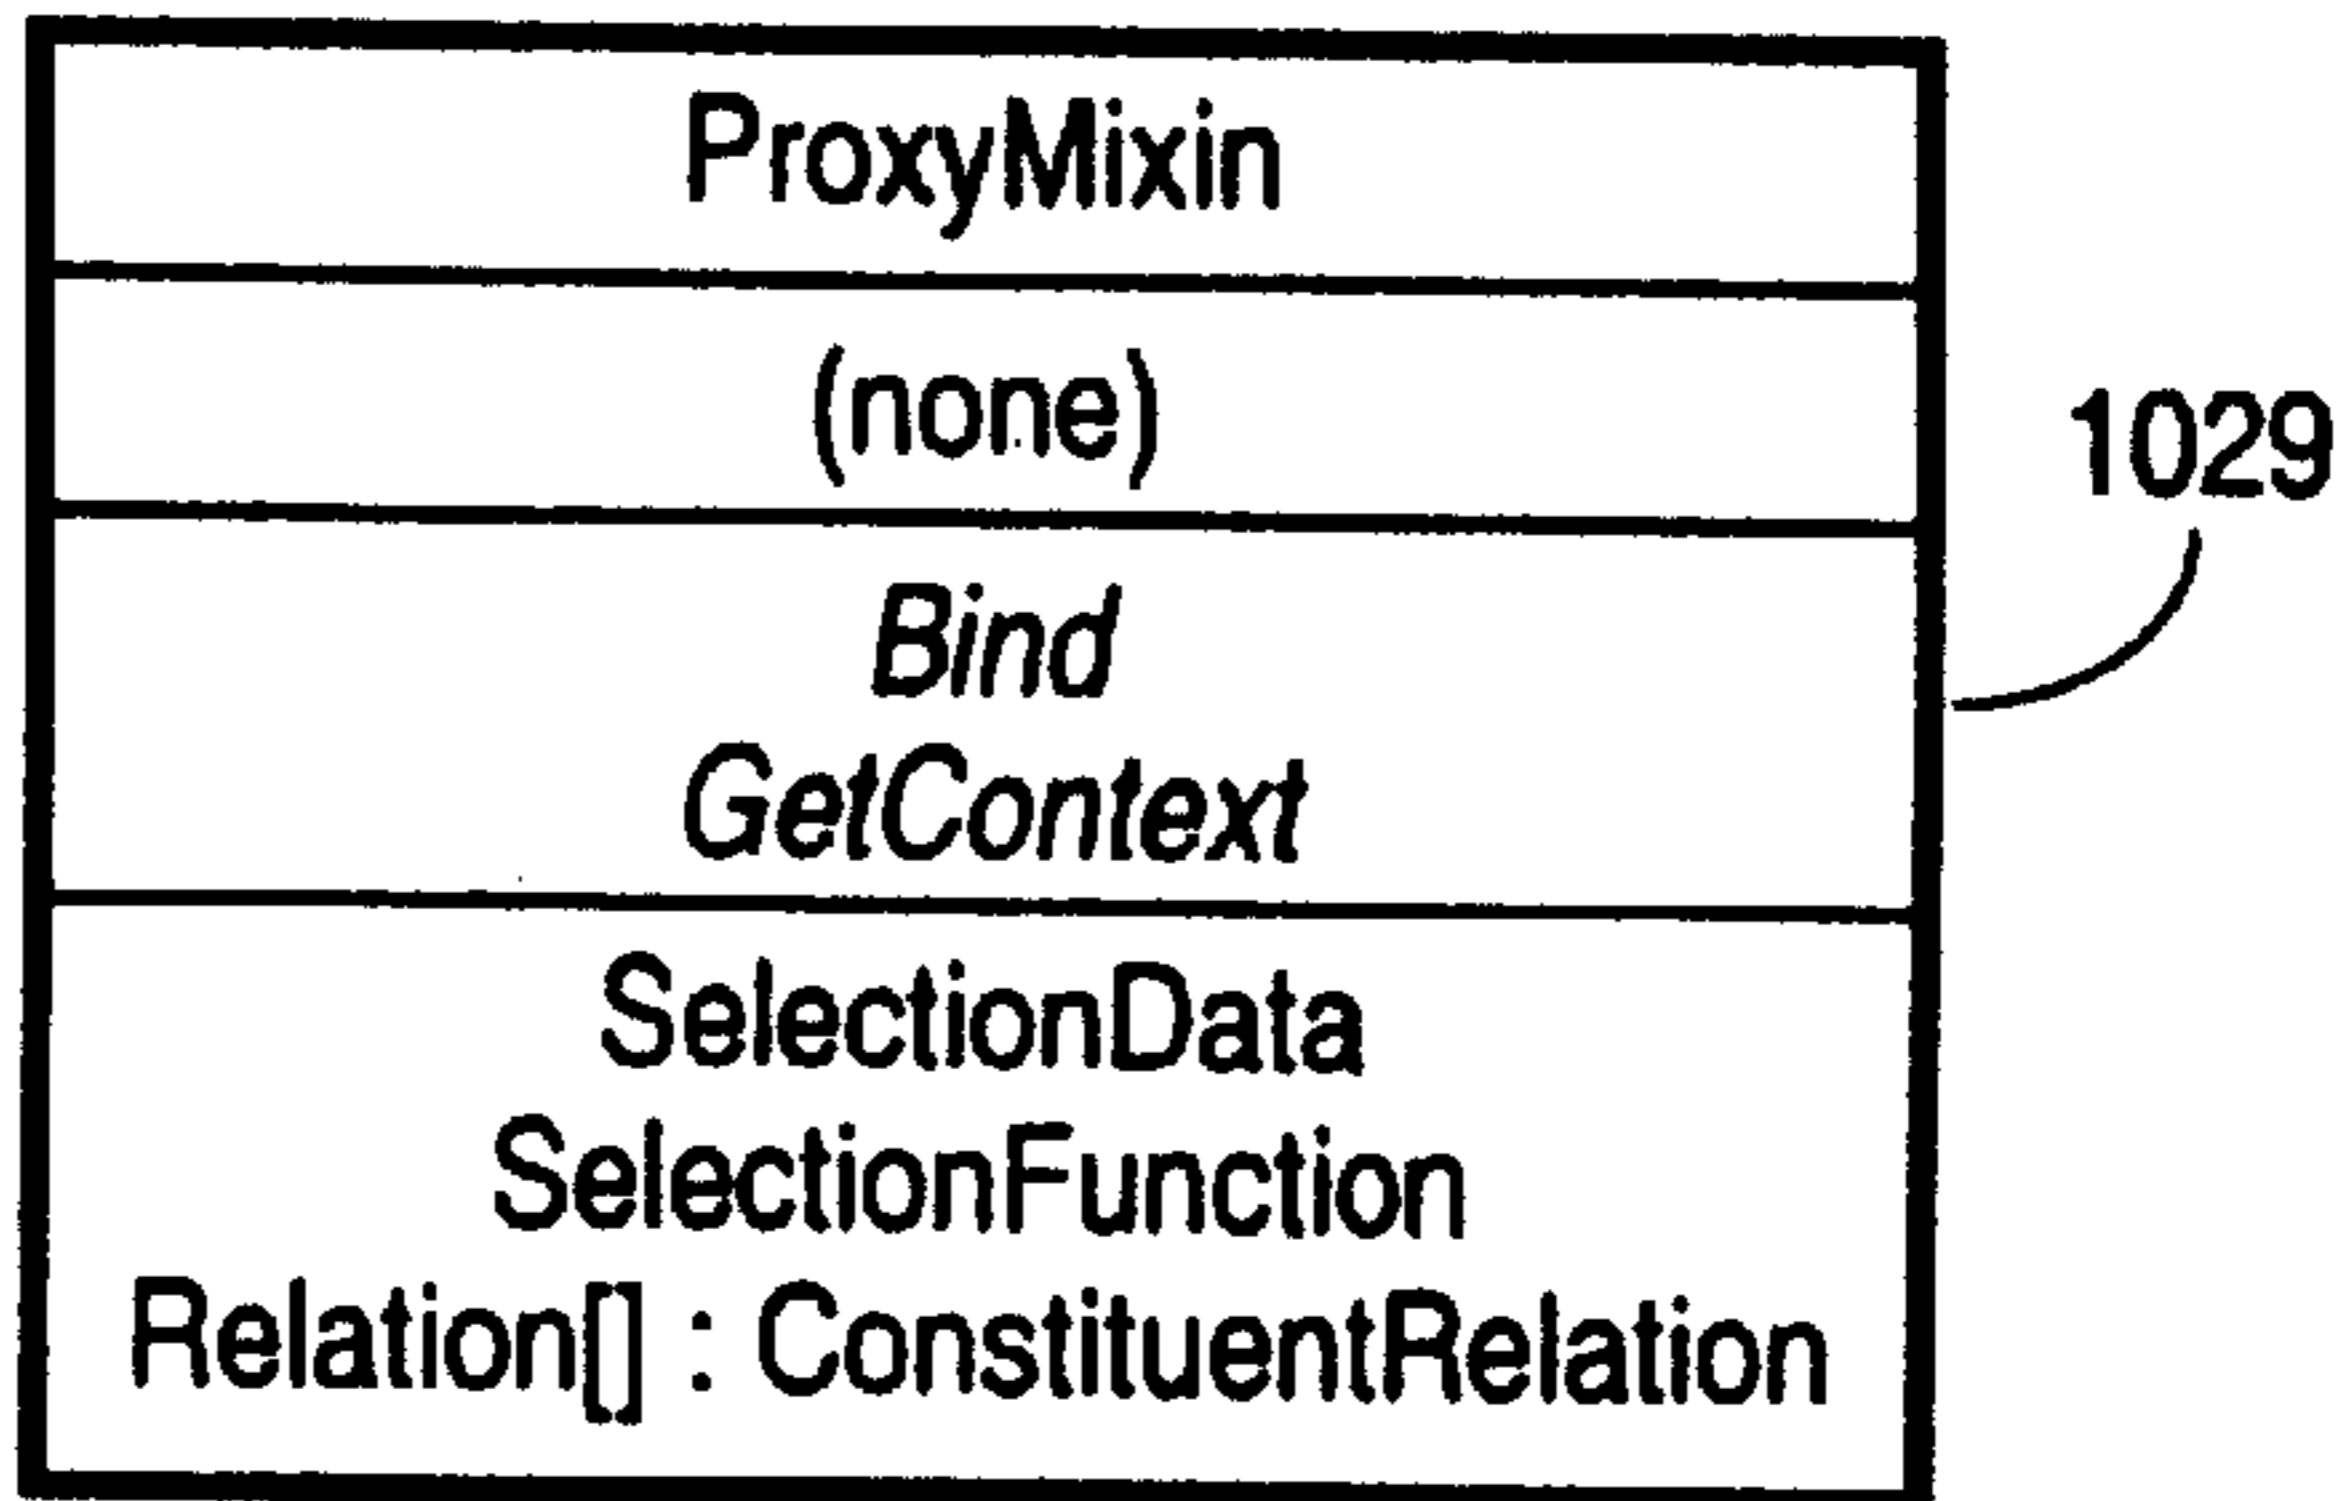 ProxyMixin
(none)
1029
Bind
GetContext
SelectionData
SelectionFunction
Relation[] : ConstituentRelation